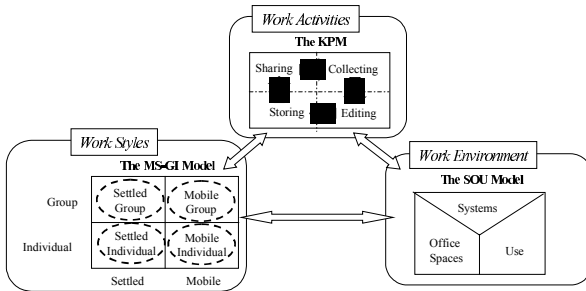 Work Activities
The KPM
Sharing Collecting
Storing Editing
Work Styles
The MS-GI Model
Group
Settled Group
Mobile Group
Individual
Settled Individual
Mobile Individual
Settled Mobile
Work Environment
The SOU Model
Systems
Office Spaces
Use